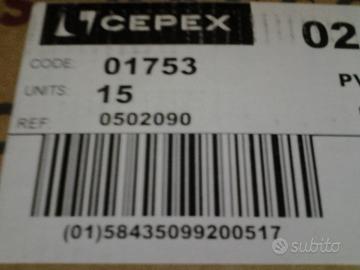 CEPEX
02
CODE: 01753
PV
UNITS: 15
REF: 0502090
(01)58435099200517
subito